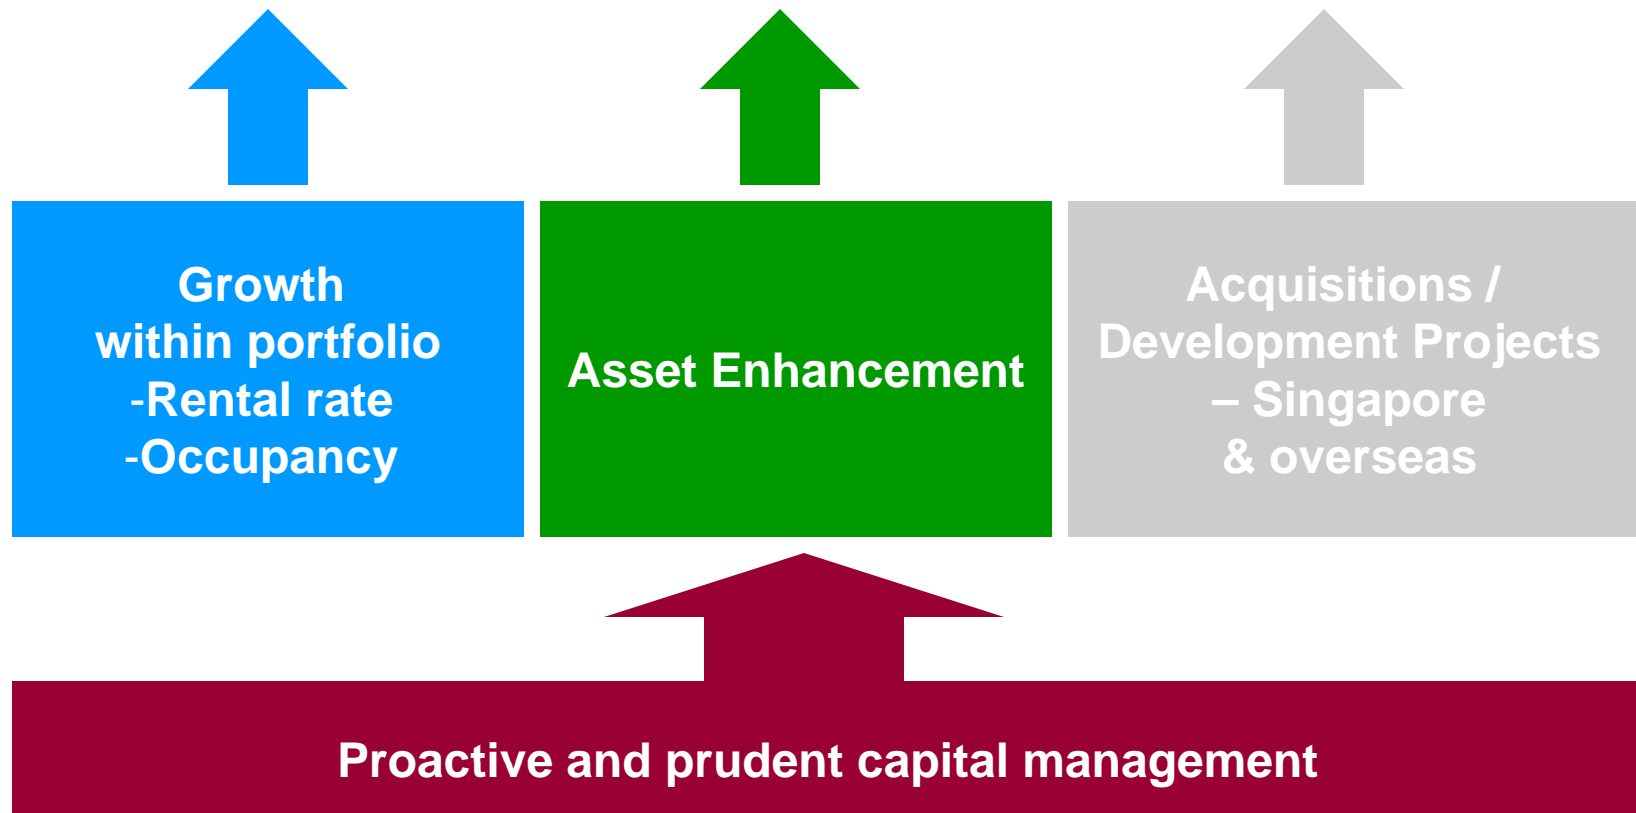 Growth
within portfolio
-Rental rate
-Occupancy
Asset Enhancement
Acquisitions /
Development Projects
– Singapore
& overseas
Proactive and prudent capital management